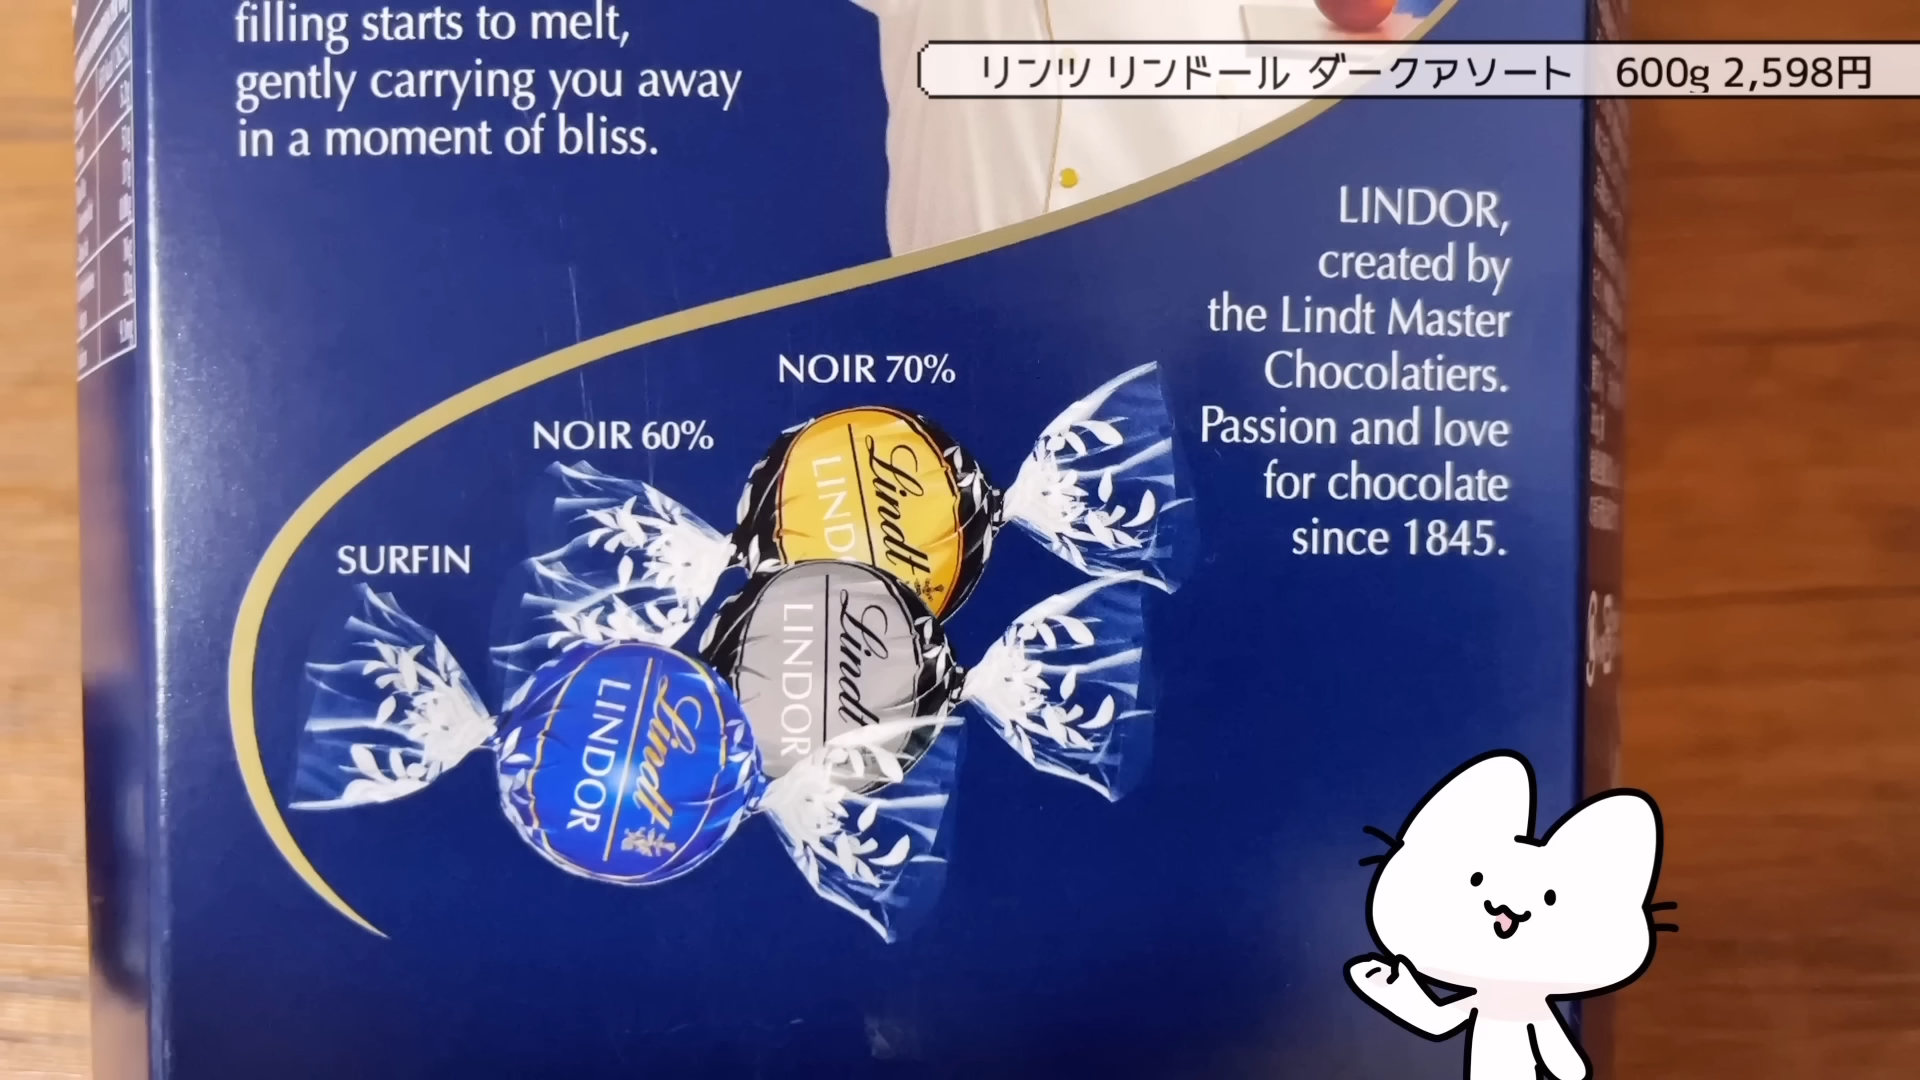 filling starts to melt,
gently carrying you away
in a moment of bliss.
リンツ リンドール ダークアソート 600g 2,598円
LINDOR,
created by
the Lindt Master
Chocolatiers.
Passion and love
for chocolate
since 1845.
NOIR 70%
NOIR 60%
SURFIN
Lindt
LIND
Lindt
LINDOR
Lindt
LINDOR